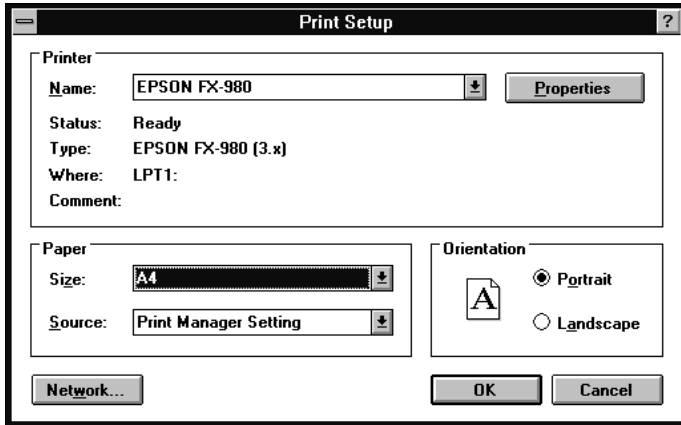 Print Setup ?
Printer
Name: EPSON FX-980 Properties
Status: Ready
Type: EPSON FX-980 (3.x)
Where: LPT1:
Comment:
Paper
Size: A4
Source: Print Manager Setting
Orientation
A
Portrait
Landscape
Network... OK Cancel